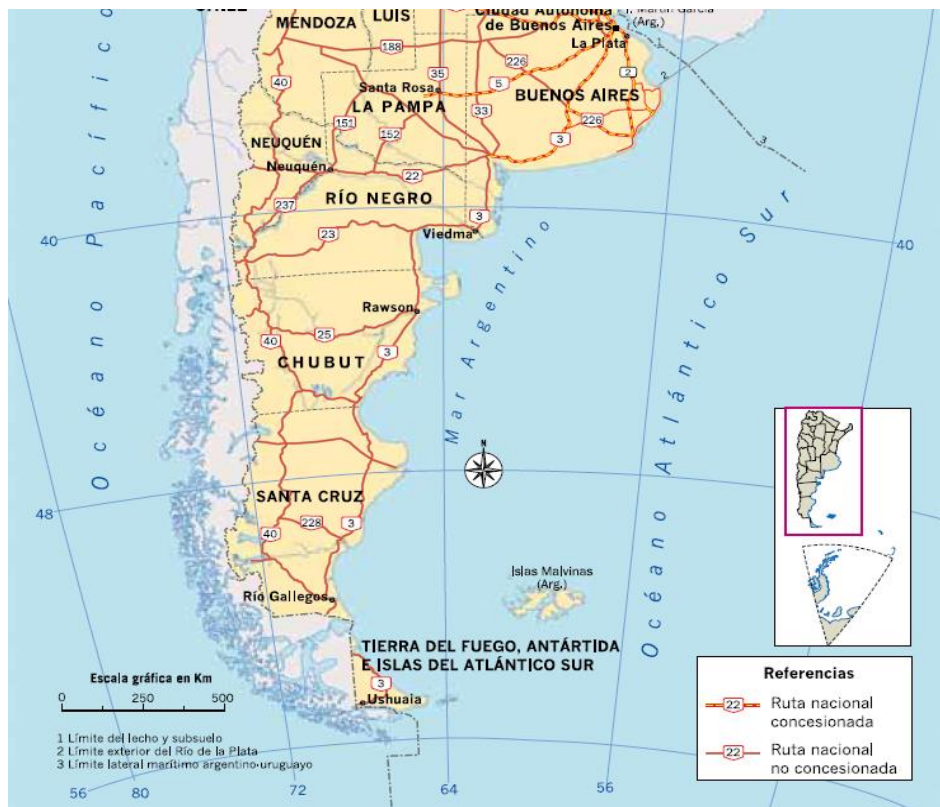 MENDOZA
LUIS
Ciudad Autónoma
de Buenos Aires
(Arg.)
La Plata
188
226
40
35
5
2
2
Santa Rosa
BUENOS AIRES
LA PAMPA
33
151
152
226
3
3
NEUQUÉN
Neuquén
22
RÍO NEGRO
237
3
Viedma
23
40
40
Rawson
25
40
3
CHUBUT
Océano Pacífico
Mar Argentino
Océano Atlántico Sur
N
SANTA CRUZ
228
3
40
48
Islas Malvinas
(Arg.)
Río Gallegos
TIERRA DEL FUEGO, ANTÁRTIDA
E ISLAS DEL ATLÁNTICO SUR
3
Ushuaia
Escala gráfica en Km
0 250 500
1 Límite del lecho y subsuelo
2 Límite exterior del Río de la Plata
3 Límite lateral marítimo argentino-uruguayo
56 80 72 64 56
Referencias
22 Ruta nacional
concesionada
22 Ruta nacional
no concesionada